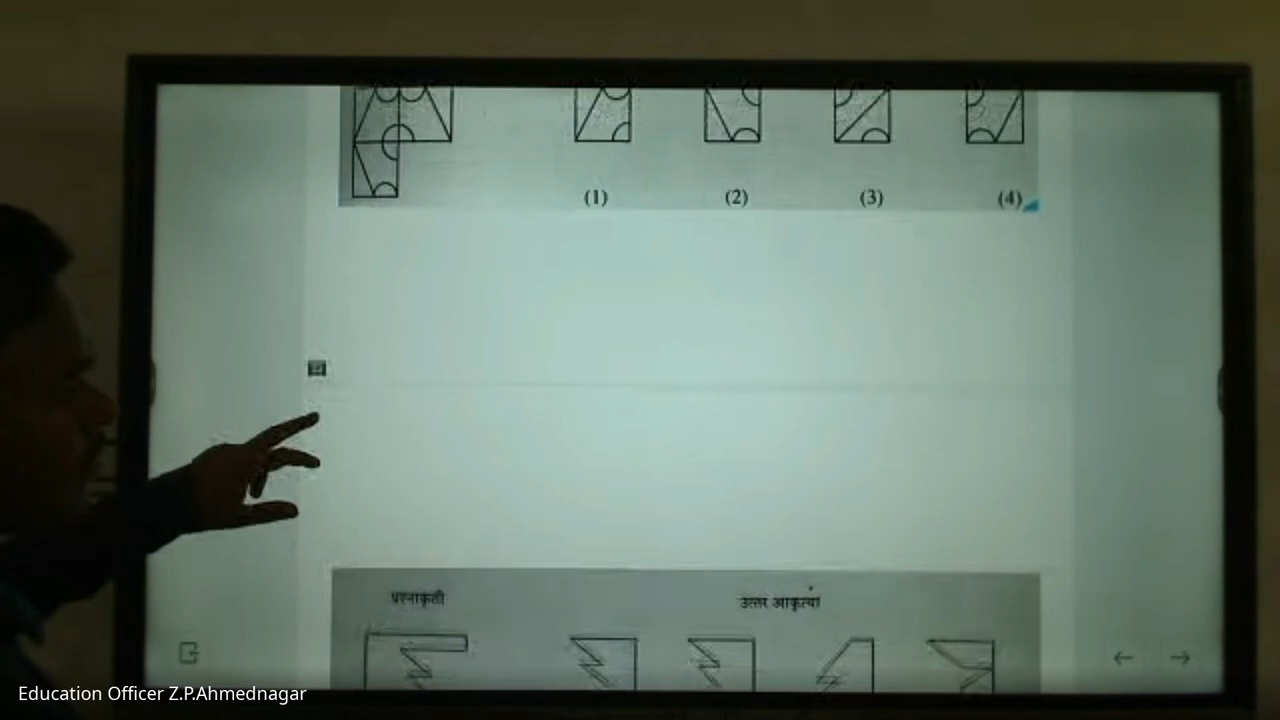 (1) (2) (3) (4)
प्रश्नाकृती उत्तर आकृत्यां
Education Officer Z.P.Ahmednagar